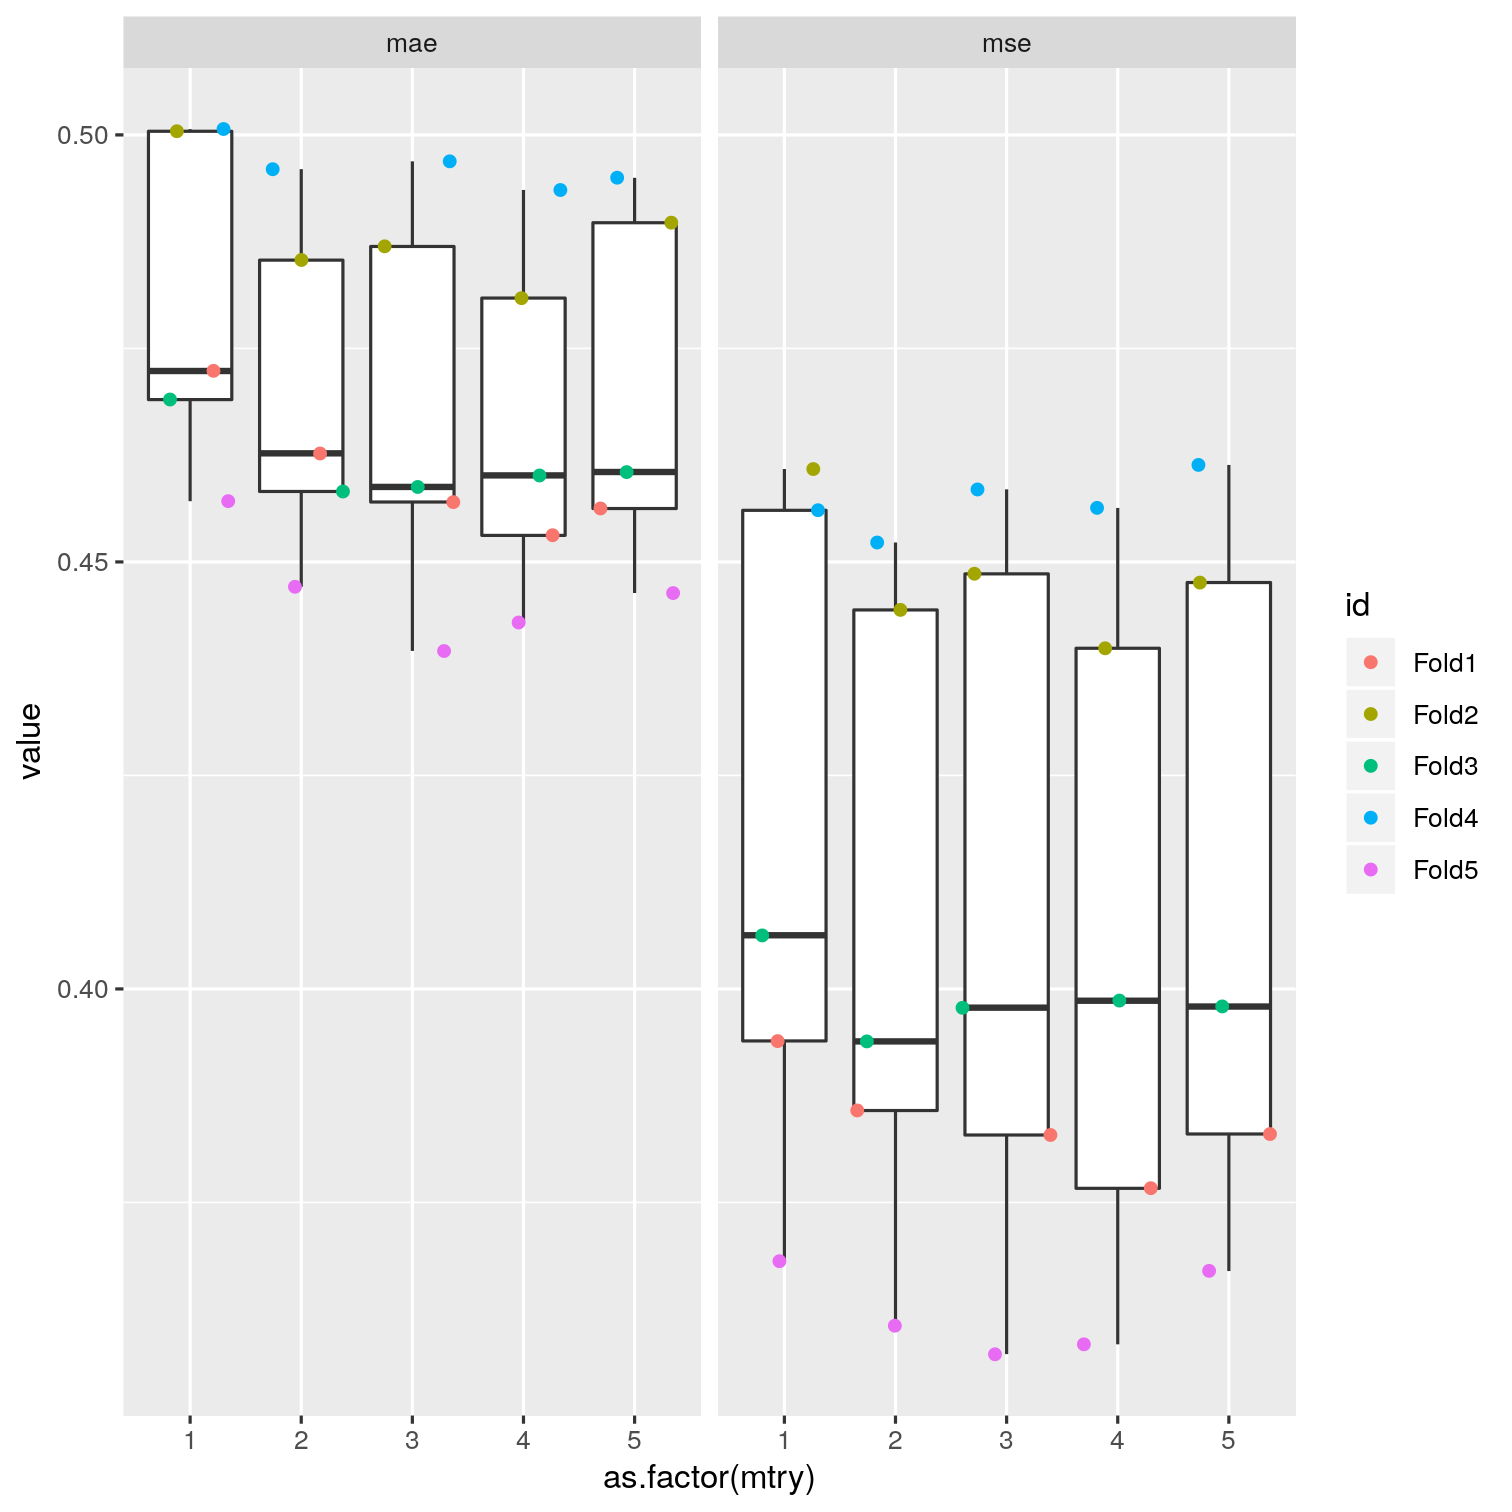 mae
mse
0.50
0.45
0.40
value
1 2 3 4 5
1 2 3 4 5
as.factor(mtry)
id
Fold1
Fold2
Fold3
Fold4
Fold5